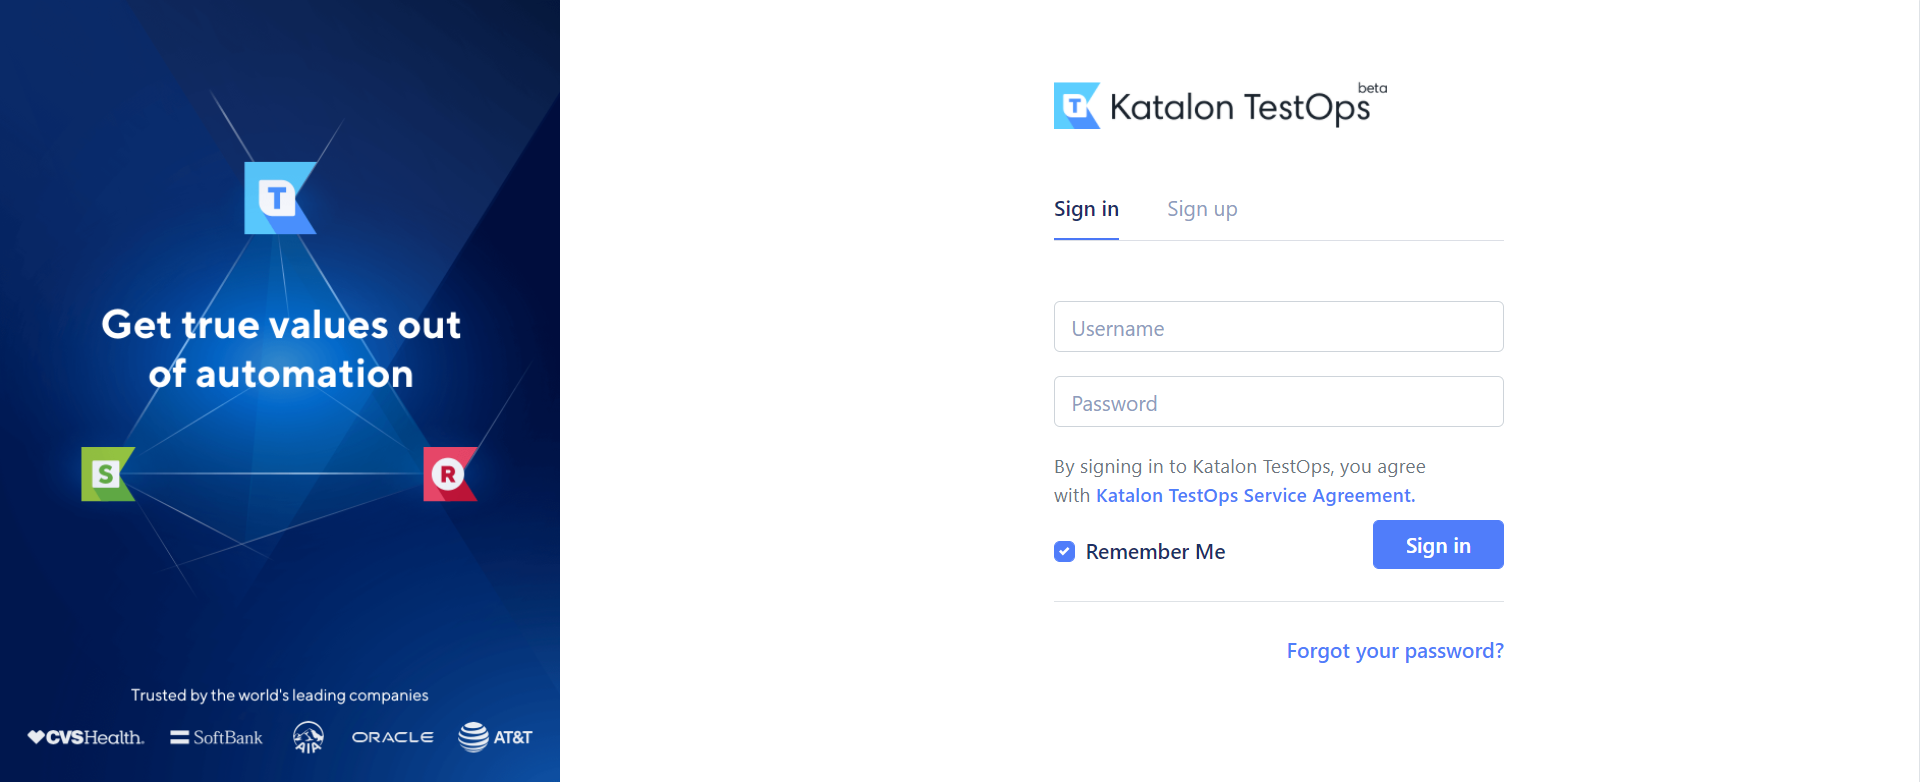 T
Get true values out
of automation
S
R
Trusted by the world's leading companies
CVSHealth.
SoftBank
AIA
ORACLE
AT&T
T
Katalon TestOps beta
Sign in
Sign up
Username
Password
By signing in to Katalon TestOps, you agree
with Katalon TestOps Service Agreement.
Remember Me
Sign in
Forgot your password?